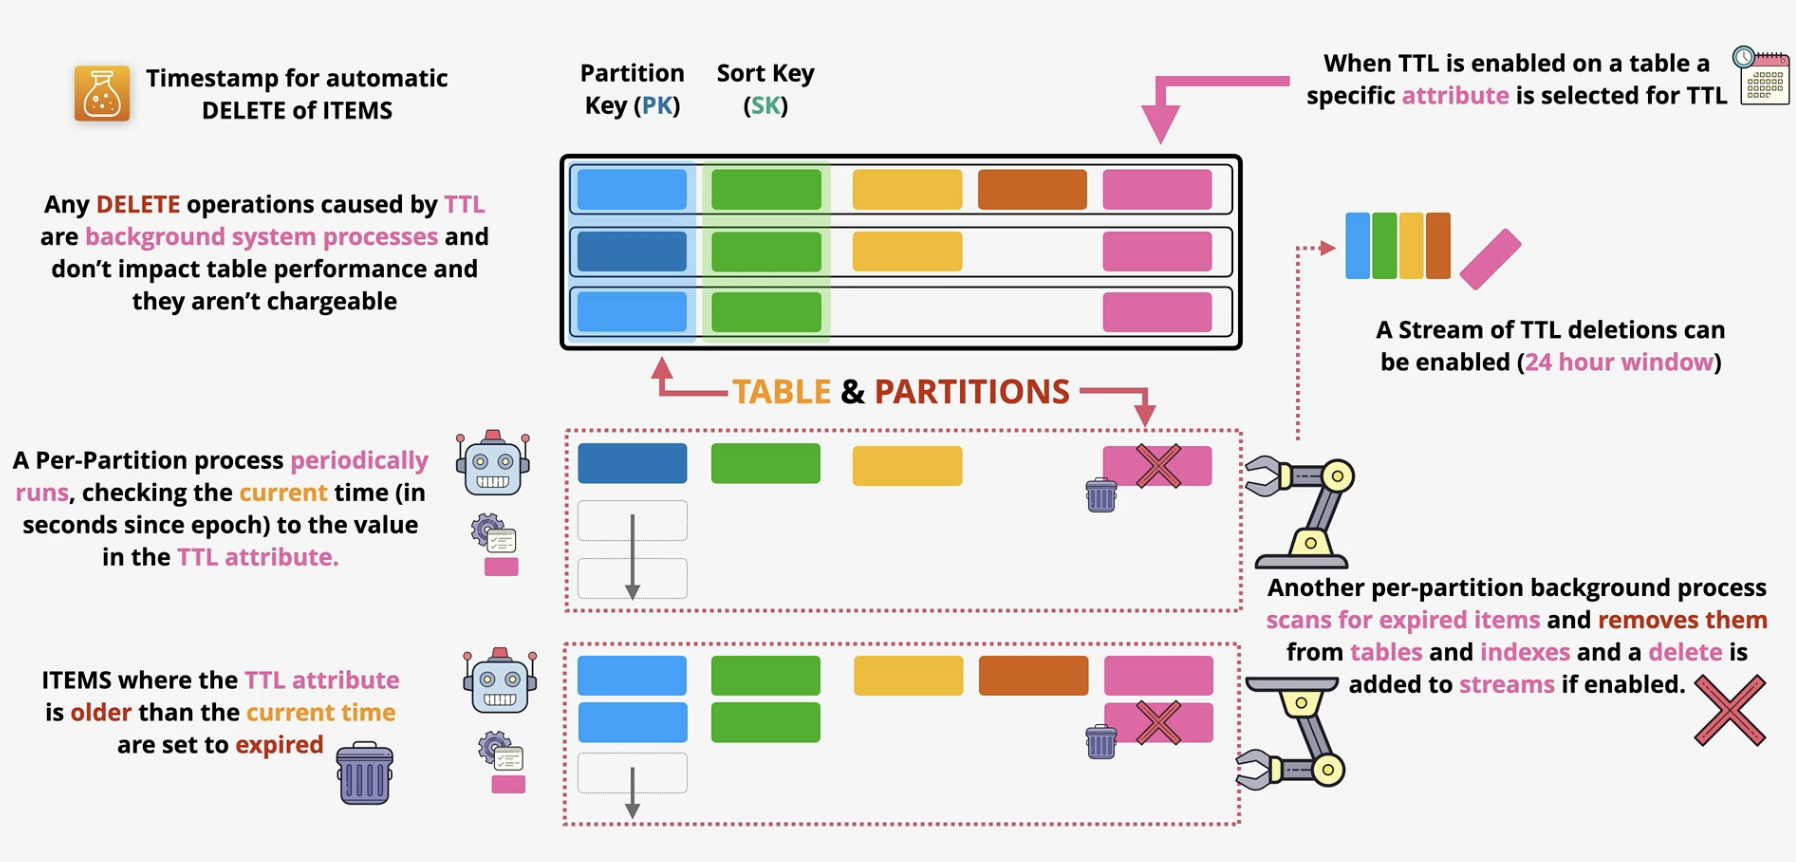 Timestamp for automatic
DELETE of ITEMS
Partition
Key (PK)
Sort Key
(SK)
When TTL is enabled on a table a
specific attribute is selected for TTL
Any DELETE operations caused by TTL
are background system processes and
don’t impact table performance and
they aren’t chargeable
A Stream of TTL deletions can
be enabled (24 hour window)
TABLE & PARTITIONS
A Per-Partition process periodically
runs, checking the current time (in
seconds since epoch) to the value
in the TTL attribute.
Another per-partition background process
scans for expired items and removes them
from tables and indexes and a delete is
added to streams if enabled.
ITEMS where the TTL attribute
is older than the current time
are set to expired